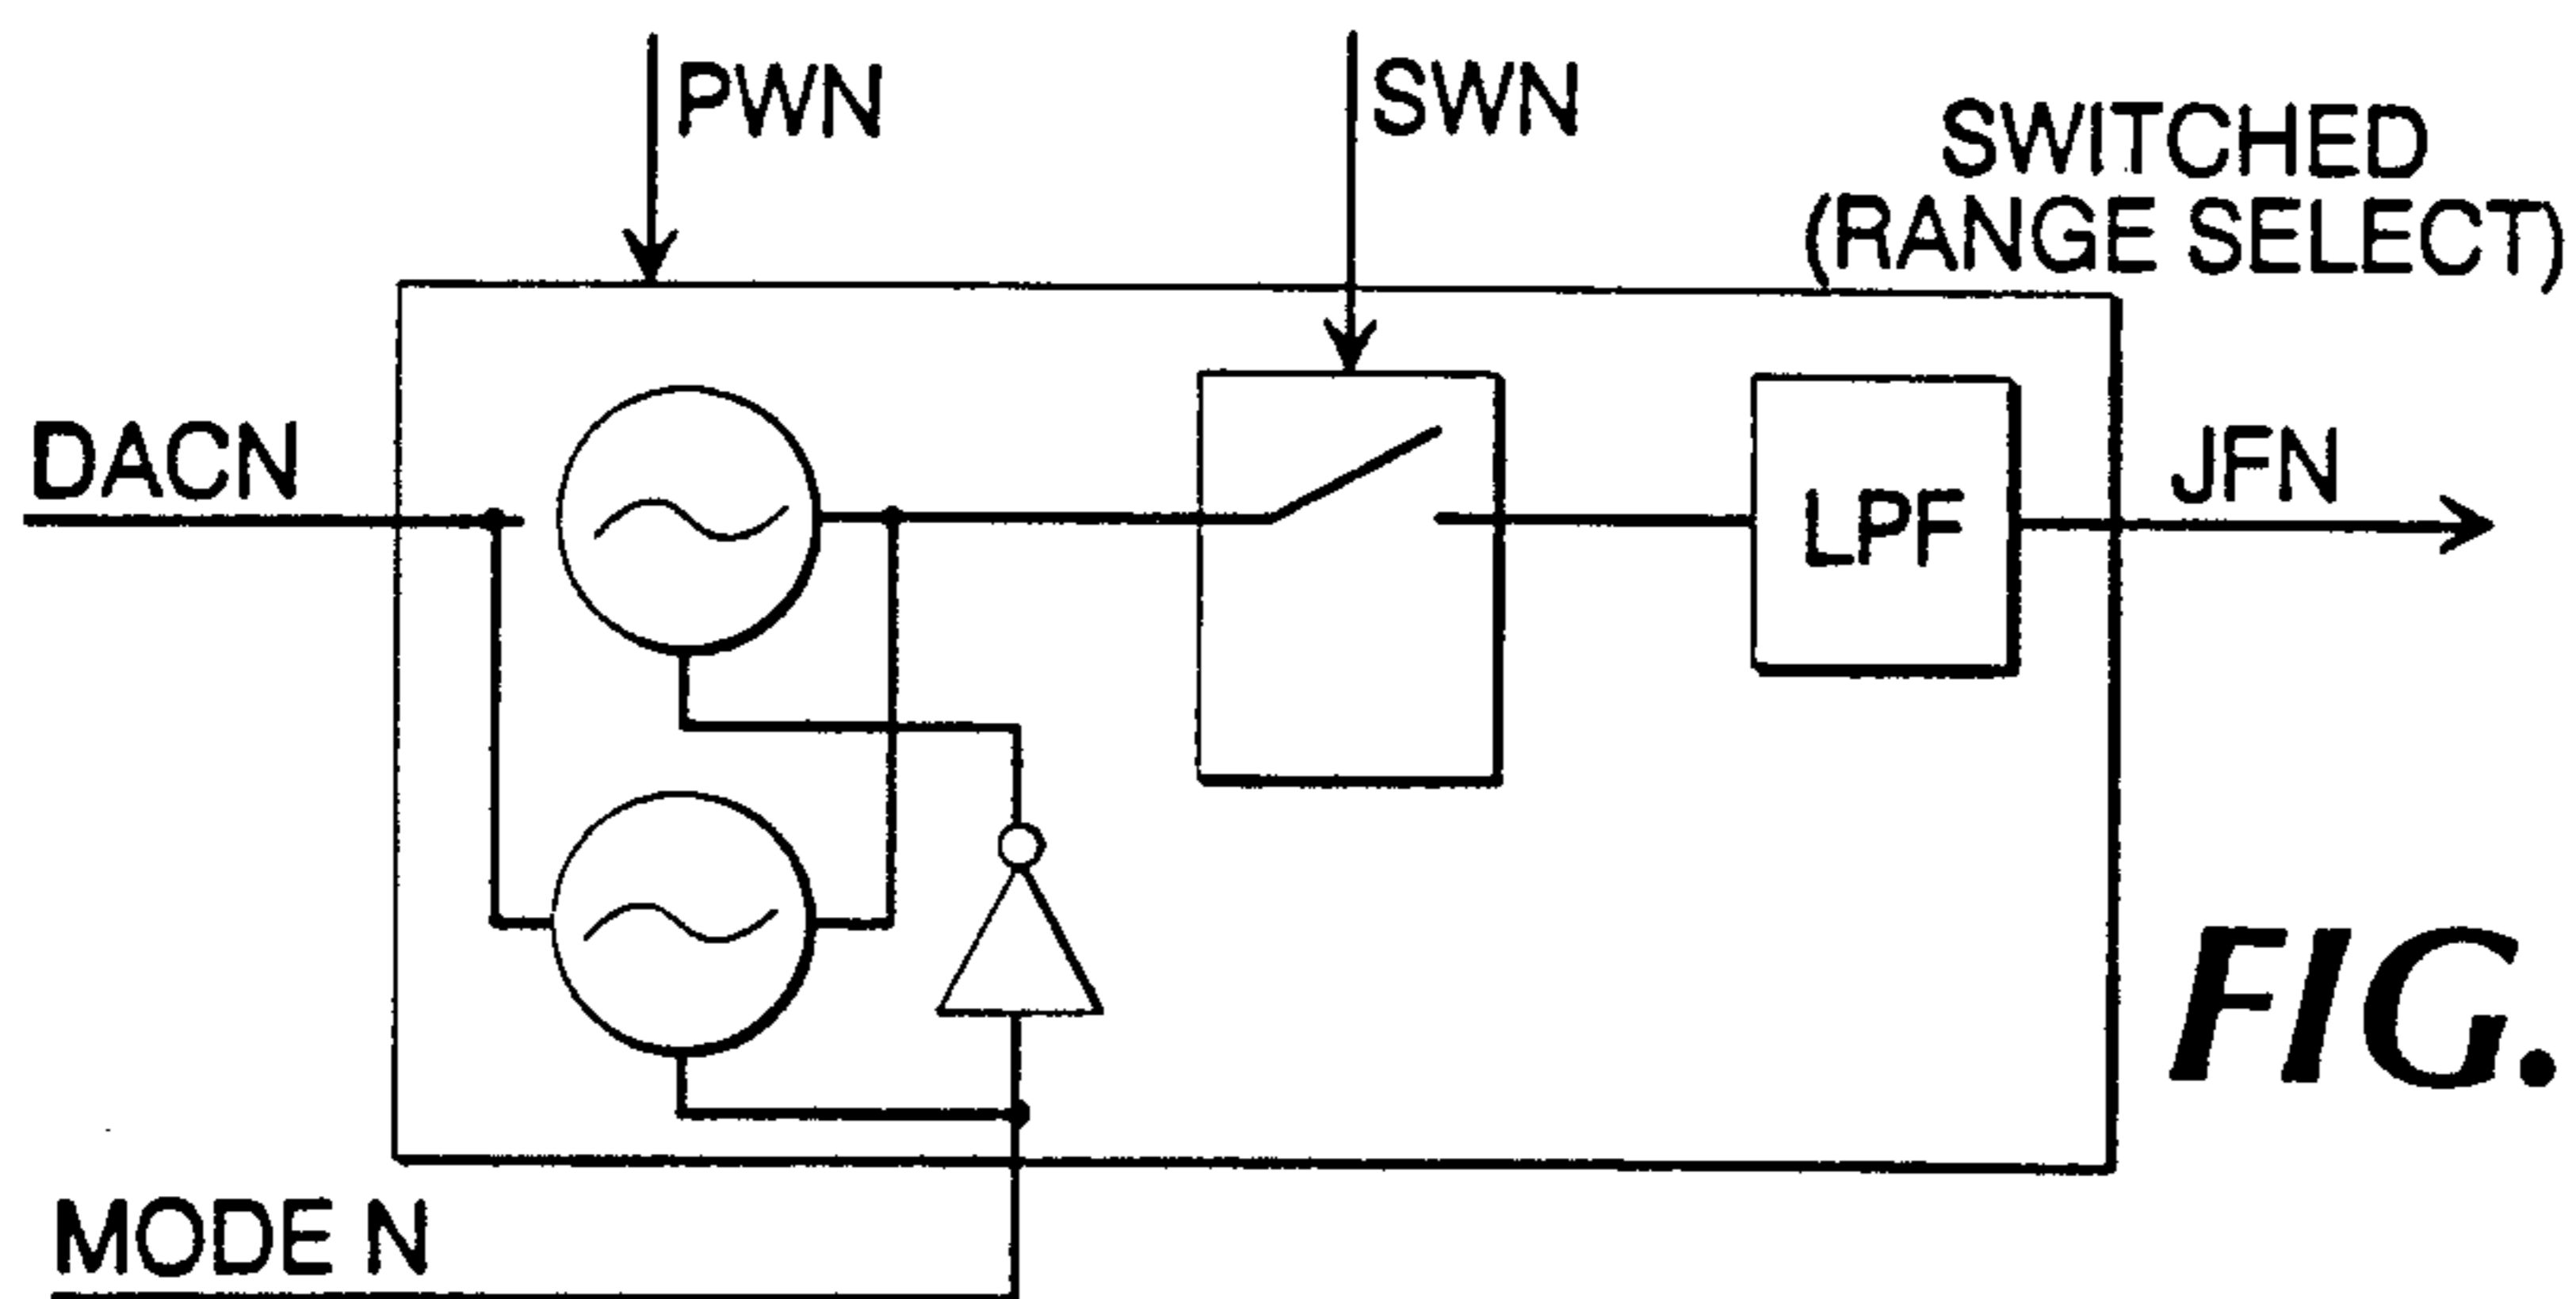 PWN
SWN
SWITCHED
(RANGE SELECT)
DACN
LPF
JFN
FIG.
MODE N